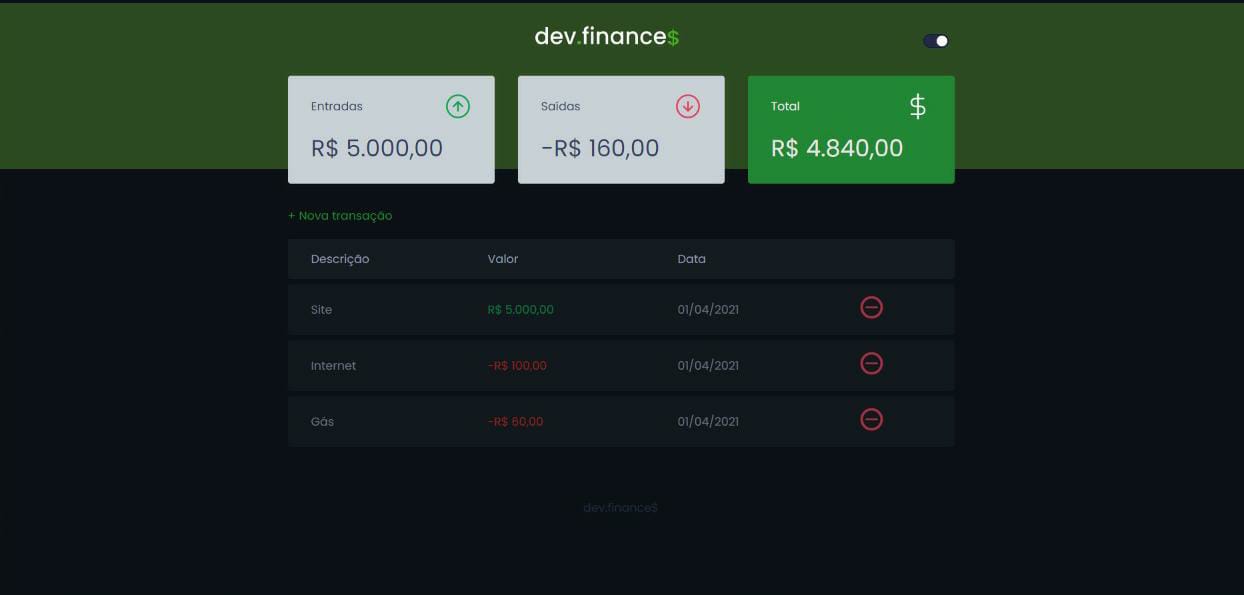 dev.finance$
Entradas
R$ 5.000,00
Saídas
-R$ 160,00
Total
$
R$ 4.840,00
+ Nova transação
Descrição Valor Data
Site R$ 5.000,00 01/04/2021
Internet -R$ 100,00 01/04/2021
Gás -R$ 60,00 01/04/2021
dev.finance$